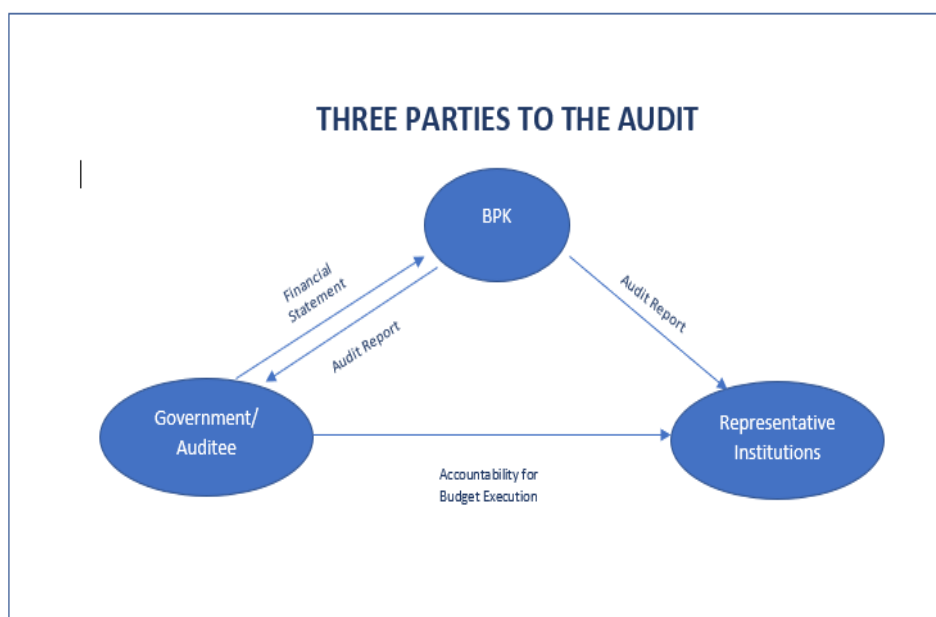 THREE PARTIES TO THE AUDIT
BPK
Financial
Statement
Audit Report
Audit Report
Government/
Auditee
Representative
Institutions
Accountability for
Budget Execution